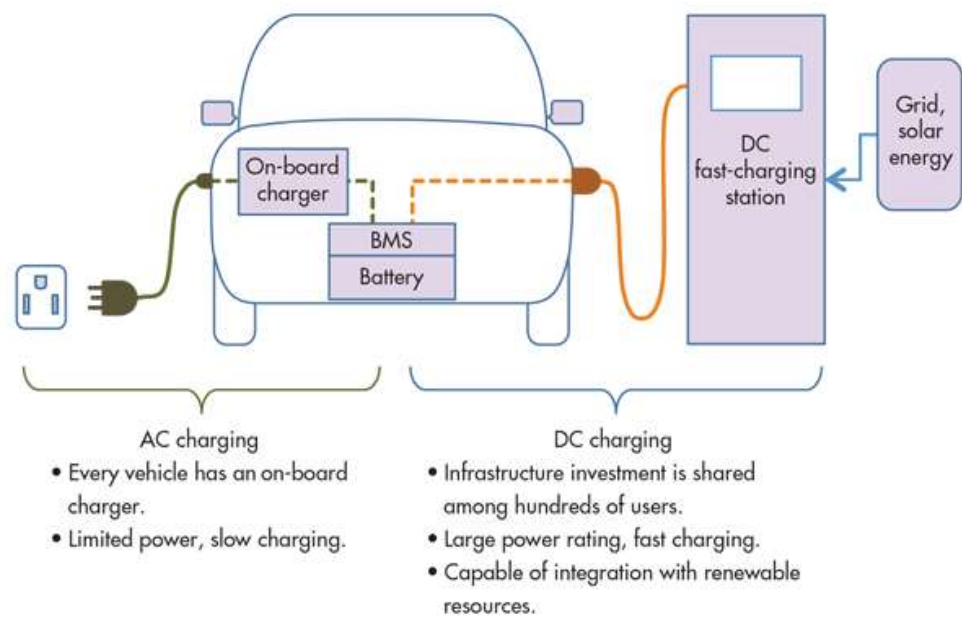 On-board
charger
BMS
Battery
DC
fast-charging
station
Grid,
solar
energy
AC charging
• Every vehicle has an on-board
charger.
• Limited power, slow charging.
DC charging
• Infrastructure investment is shared
among hundreds of users.
• Large power rating, fast charging.
• Capable of integration with renewable
resources.